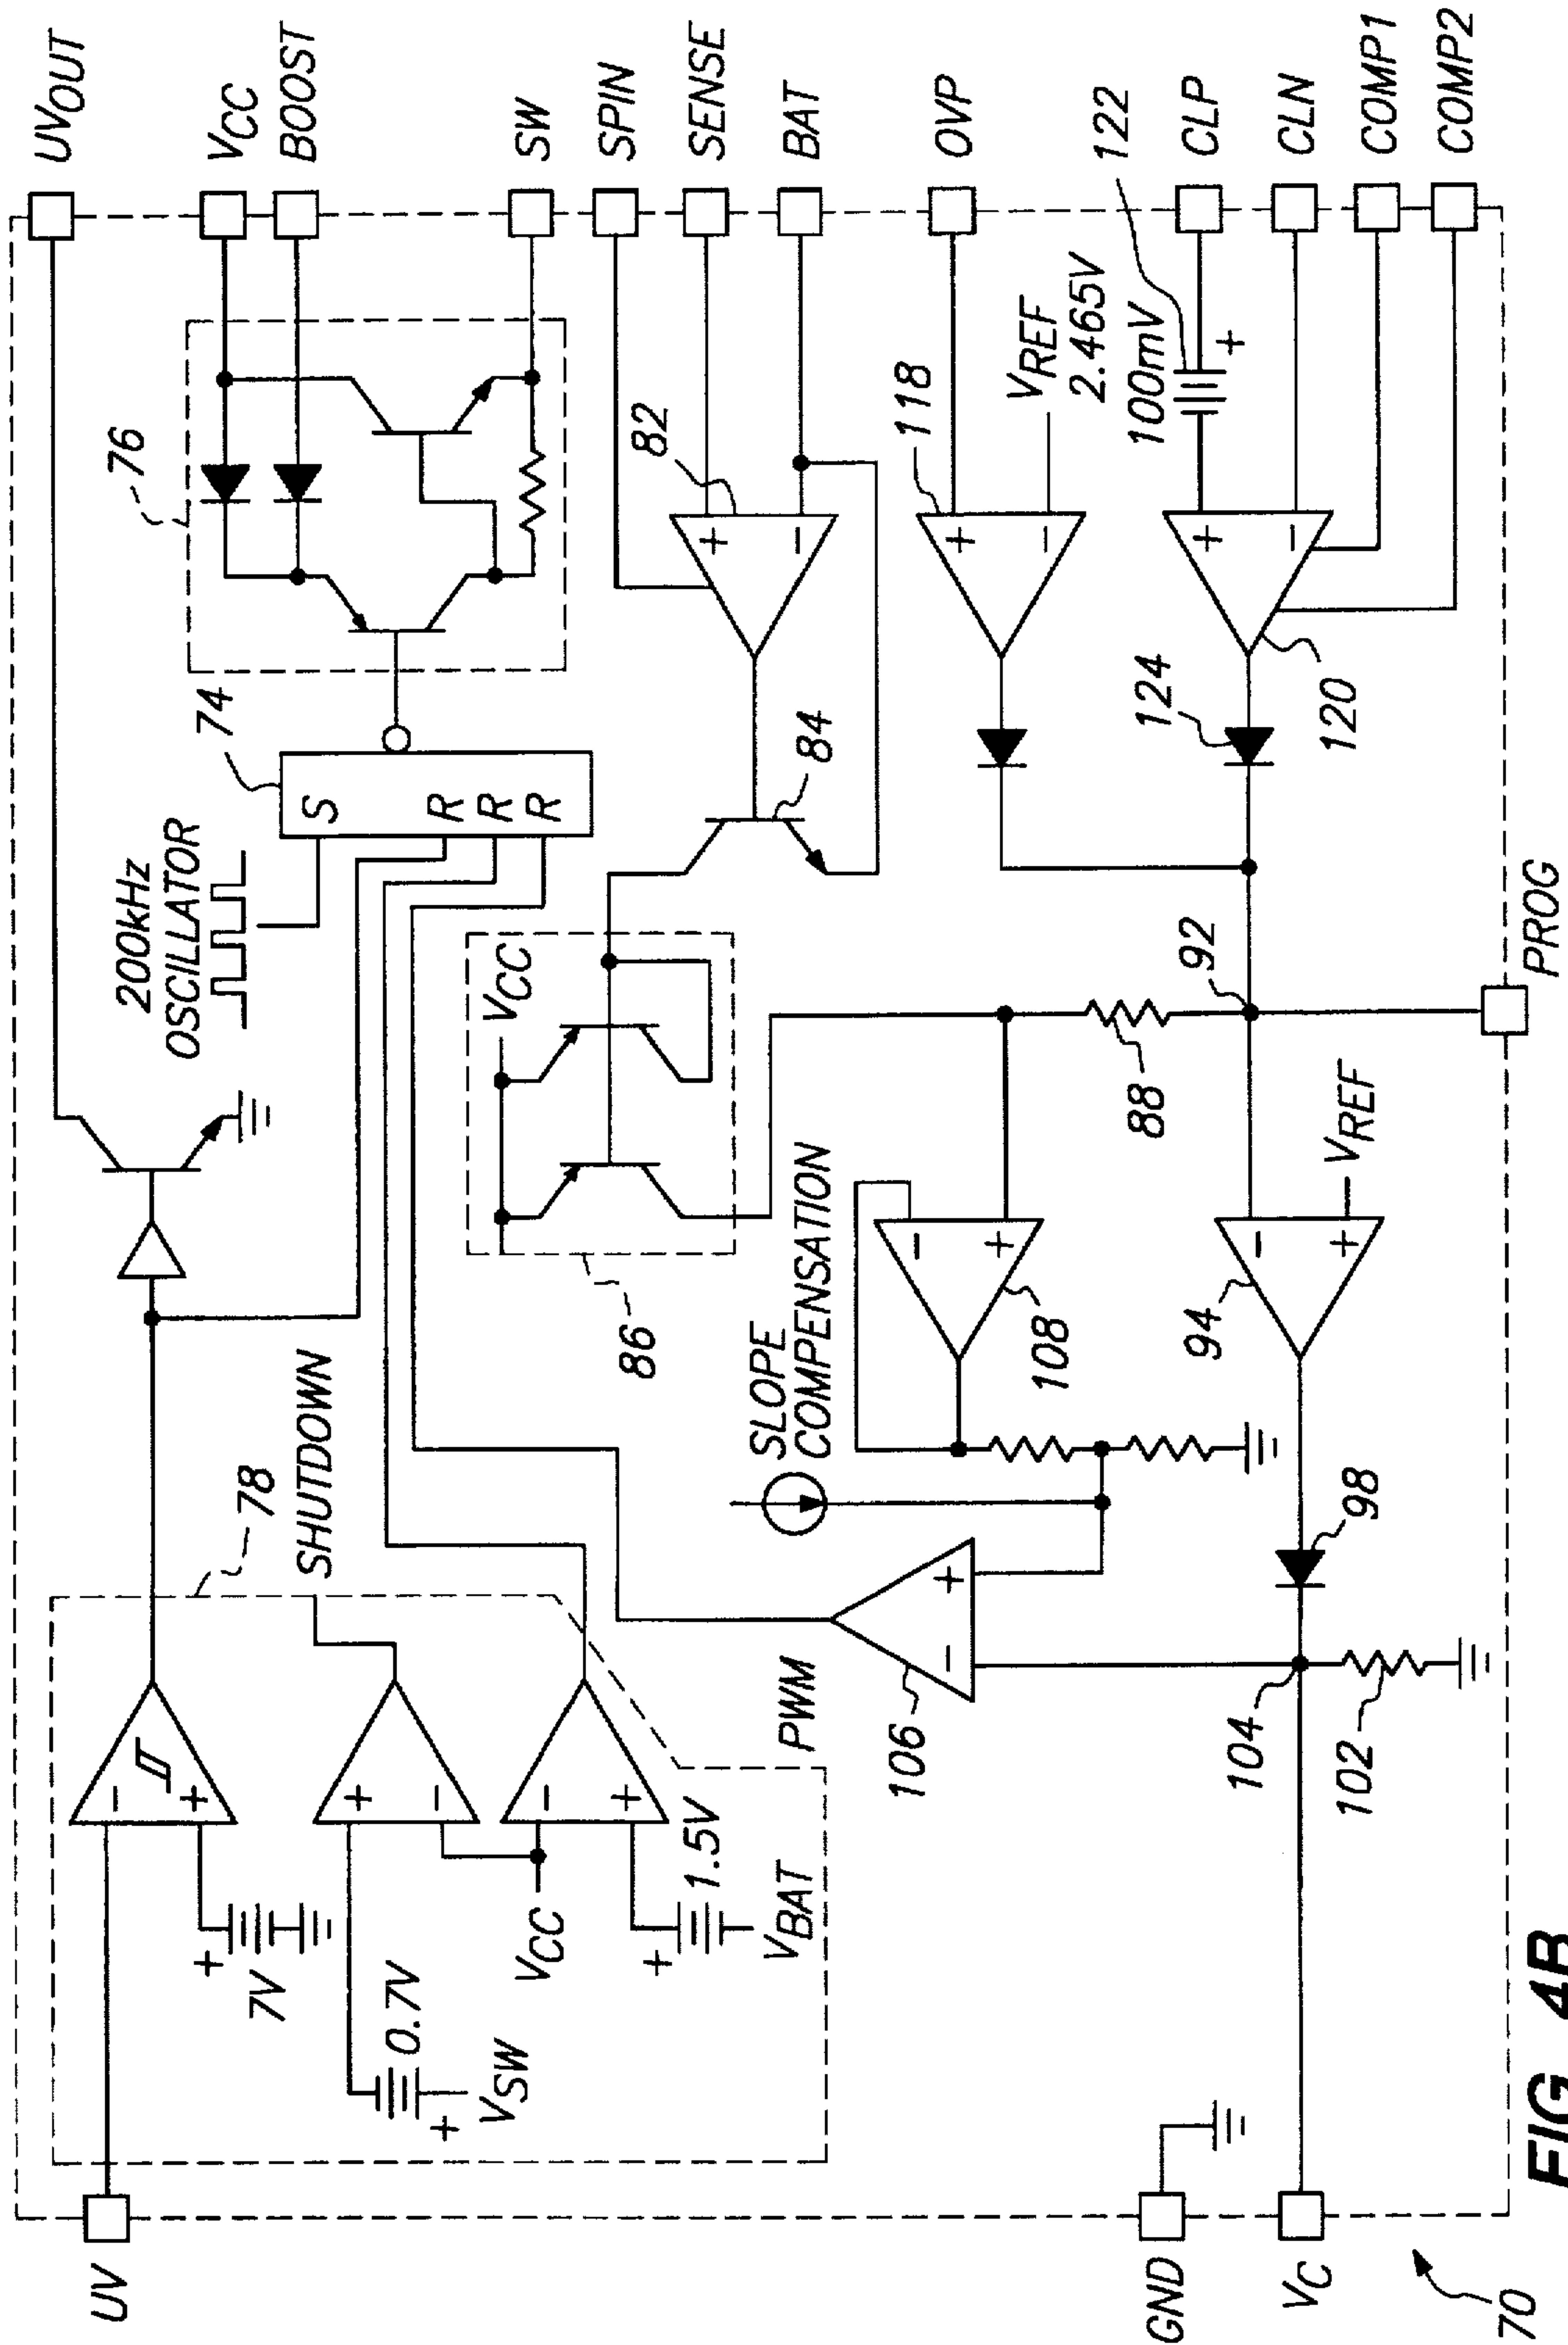 UV
7V
+
0.7V
+
VSW
VCC
+
1.5V
VBAT
78
SHUTDOWN
PWM
−
+
+
−
−
+
200kHz
OSCILLATOR
74
S
R
R
R
76
UVOUT
VCC
BOOST
SW
SPIN
SENSE
BAT
OVP
122
CLP
CLN
COMP1
COMP2
82
+
−
84
VCC
86
SLOPE
COMPENSATION
−
+
108
88
92
PROG
118
+
−
VREF
2.465V
100mV
+
+
−
120
124
94
−
+
VREF
98
106
−
+
104
102
GND
VC
70
FIG. 4B